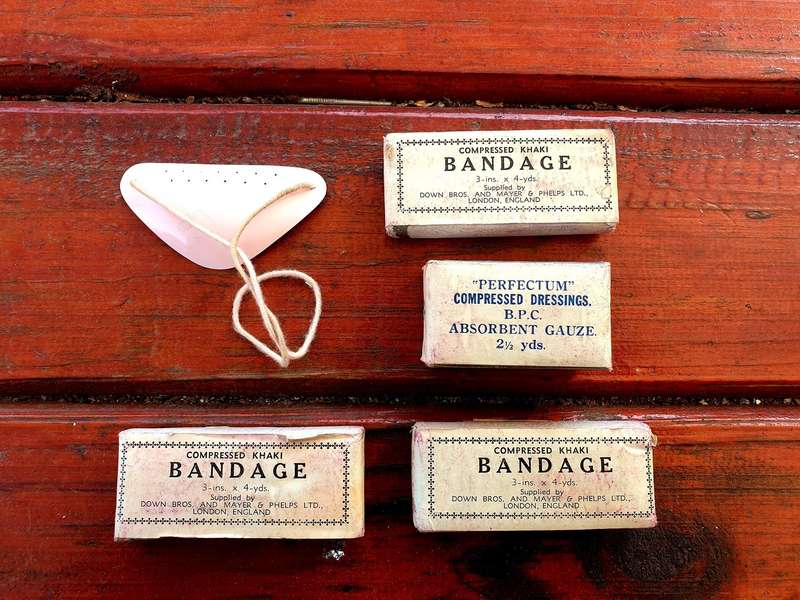 COMPRESSED KHAKI
BANDAGE
3-ins. x 4-yds.
Supplied by
DOWN BROS. AND MAYER & PHELPS LTD.,
LONDON, ENGLAND
"PERFECTUM"
COMPRESSED DRESSINGS.
B.P.C.
ABSORBENT GAUZE.
2½ yds.
COMPRESSED KHAKI
BANDAGE
3-ins. x 4-yds.
Supplied by
DOWN BROS. AND MAYER & PHELPS LTD.,
LONDON, ENGLAND
COMPRESSED KHAKI
BANDAGE
3-ins. x 4-yds.
Supplied by
DOWN BROS. AND MAYER & PHELPS LTD.,
LONDON, ENGLAND